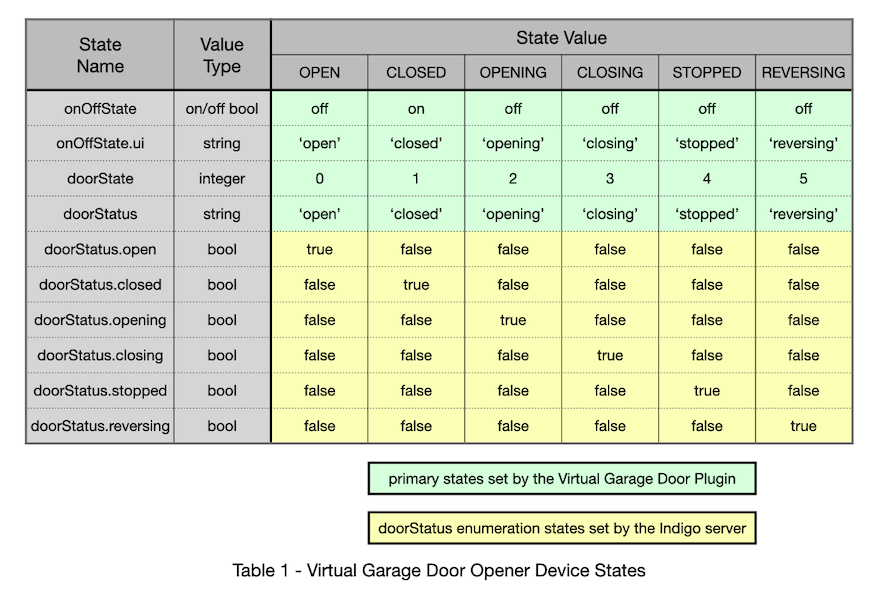 State Name Value Type State Value
OPEN CLOSED OPENING CLOSING STOPPED REVERSING
onOffState on/off bool off on off off off off
onOffState.ui string ‘open’ ‘closed’ ‘opening’ ‘closing’ ‘stopped’ ‘reversing’
doorState integer 0 1 2 3 4 5
doorStatus string ‘open’ ‘closed’ ‘opening’ ‘closing’ ‘stopped’ ‘reversing’
doorStatus.open bool true false false false false false
doorStatus.closed bool false true false false false false
doorStatus.opening bool false false true false false false
doorStatus.closing bool false false false true false false
doorStatus.stopped bool false false false false true false
doorStatus.reversing bool false false false false false true
primary states set by the Virtual Garage Door Plugin
doorStatus enumeration states set by the Indigo server
Table 1 - Virtual Garage Door Opener Device States